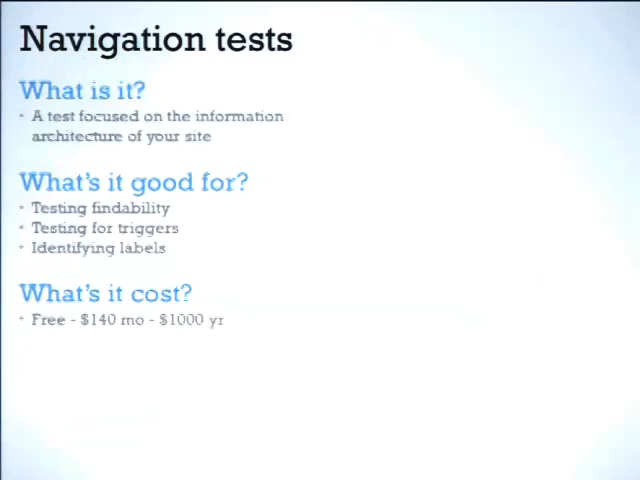 Navigation tests
What is it?
• A test focused on the information
architecture of your site
What's it good for?
• Testing findability
• Testing for triggers
• Identifying labels
What's it cost?
• Free - $140 mo - $1000 yr